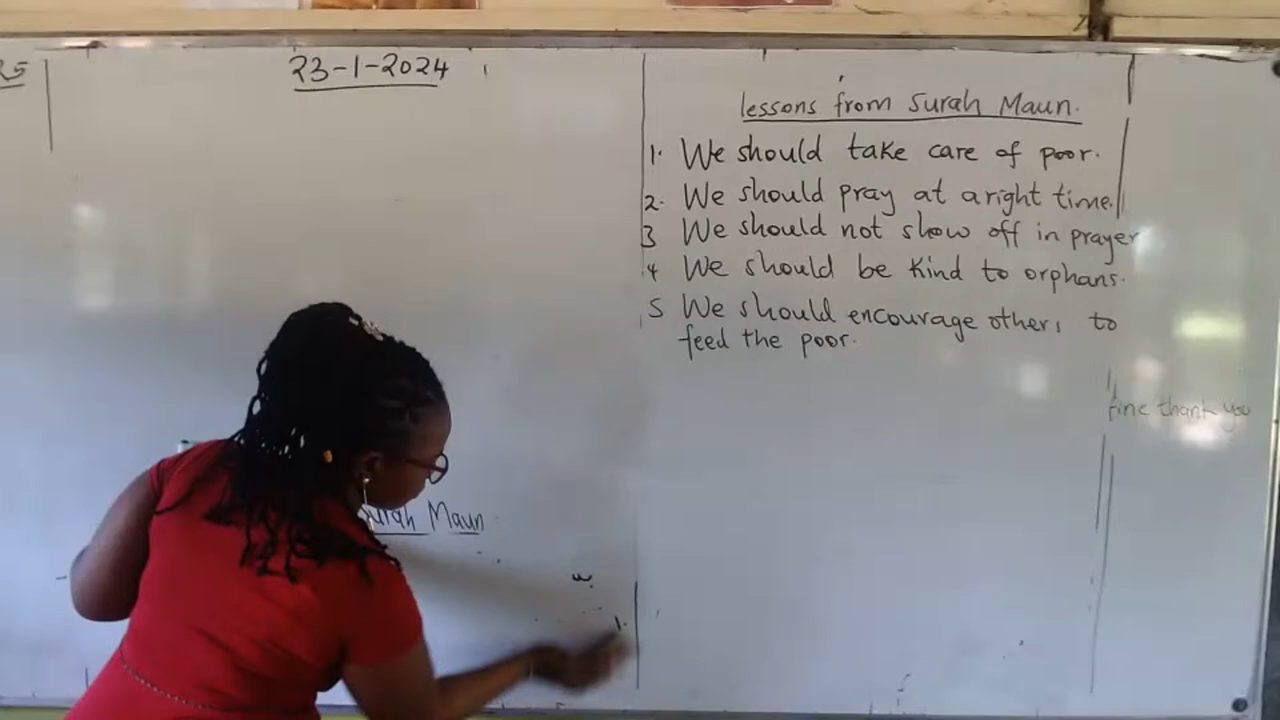 25
23-1-2024
lessons from Surah Maun.
1. We should take care of poor.
2. We should pray at a right time.
3 We should not show off in prayer
4 We should be kind to orphans.
5 We should encourage others to
feed the poor.
Fine thank you
Surah Maun